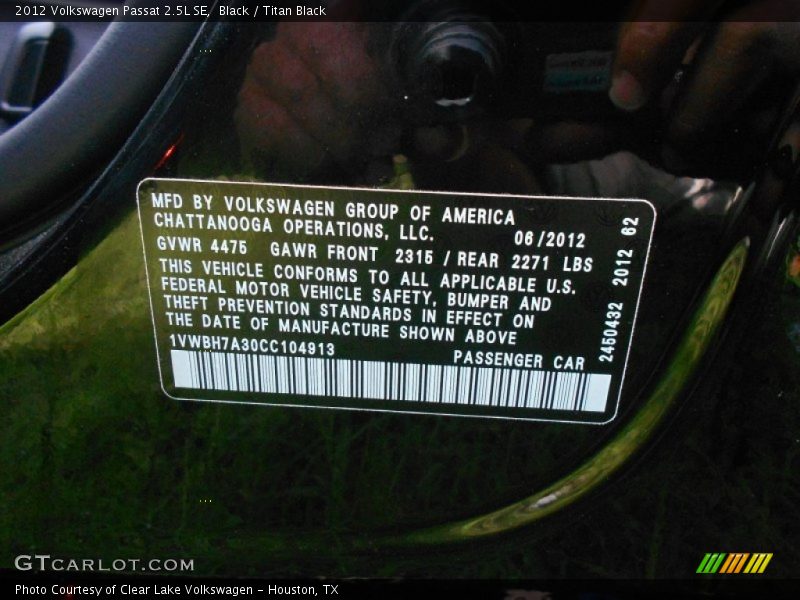 2012 Volkswagen Passat 2.5L SE, Black / Titan Black
MFD BY VOLKSWAGEN GROUP OF AMERICA
CHATTANOOGA OPERATIONS, LLC.
06/2012
GVWR 4475 GAWR FRONT 2315 / REAR 2271 LBS
THIS VEHICLE CONFORMS TO ALL APPLICABLE U.S.
FEDERAL MOTOR VEHICLE SAFETY, BUMPER AND
THEFT PREVENTION STANDARDS IN EFFECT ON
THE DATE OF MANUFACTURE SHOWN ABOVE
1VWBH7A30CC104913
PASSENGER CAR
2450432 2012 62
GTCARLOT.COM
Photo Courtesy of Clear Lake Volkswagen - Houston, TX